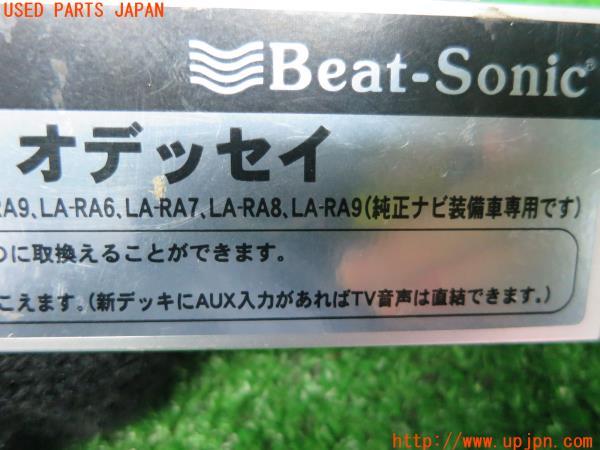 USED PARTS JAPAN
Beat-Sonic®
オデッセイ
RA9、LA-RA6、LA-RA7、LA-RA8、LA-RA9(純正ナビ装備車専用です)
のに取換えることができます。
こえます。(新デッキにAUX入力があればTV音声は直結できます。)
http://www.upjpn.com/